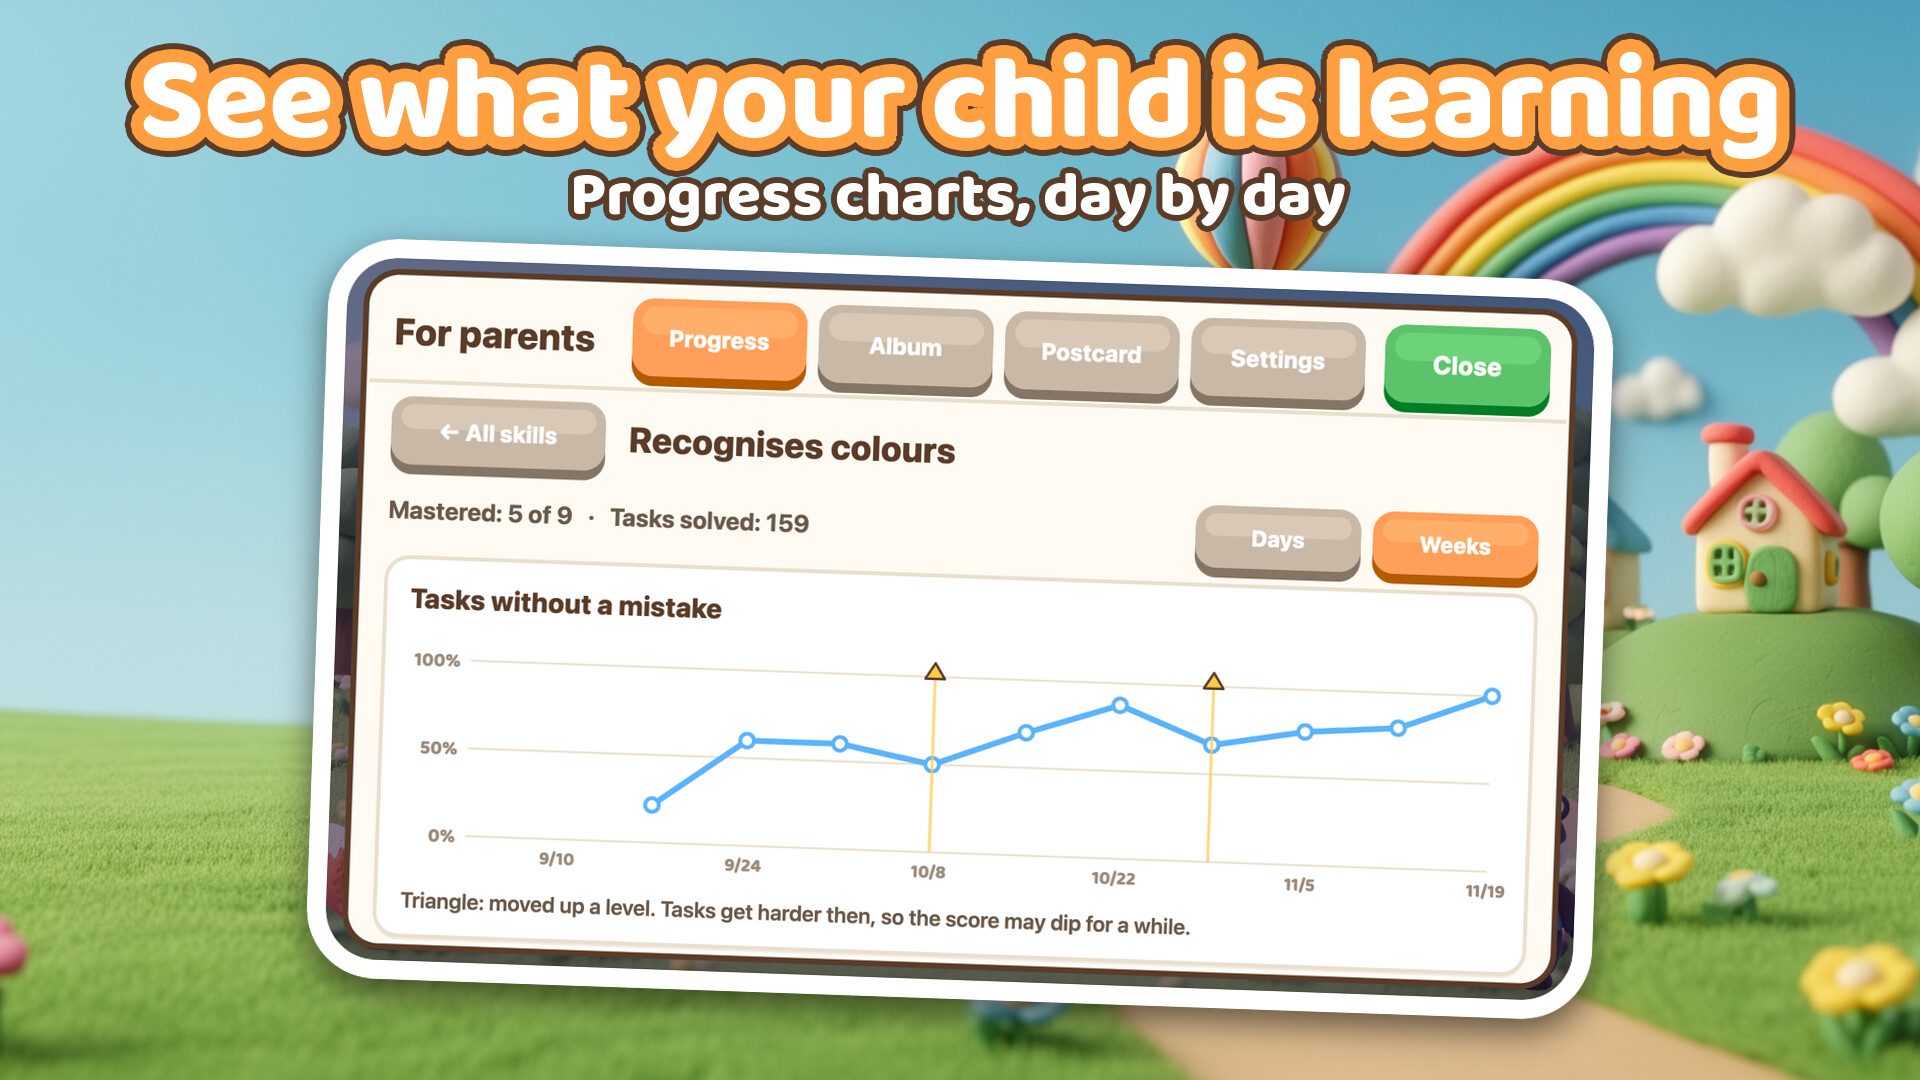 See what your child is learning
Progress charts, day by day
For parents
Progress
Album
Postcard
Settings
Close
← All skills
Recognises colours
Mastered: 5 of 9 · Tasks solved: 159
Days
Weeks
Tasks without a mistake
100%
50%
0%
9/10
9/24
10/8
10/22
11/5
11/19
Triangle: moved up a level. Tasks get harder then, so the score may dip for a while.